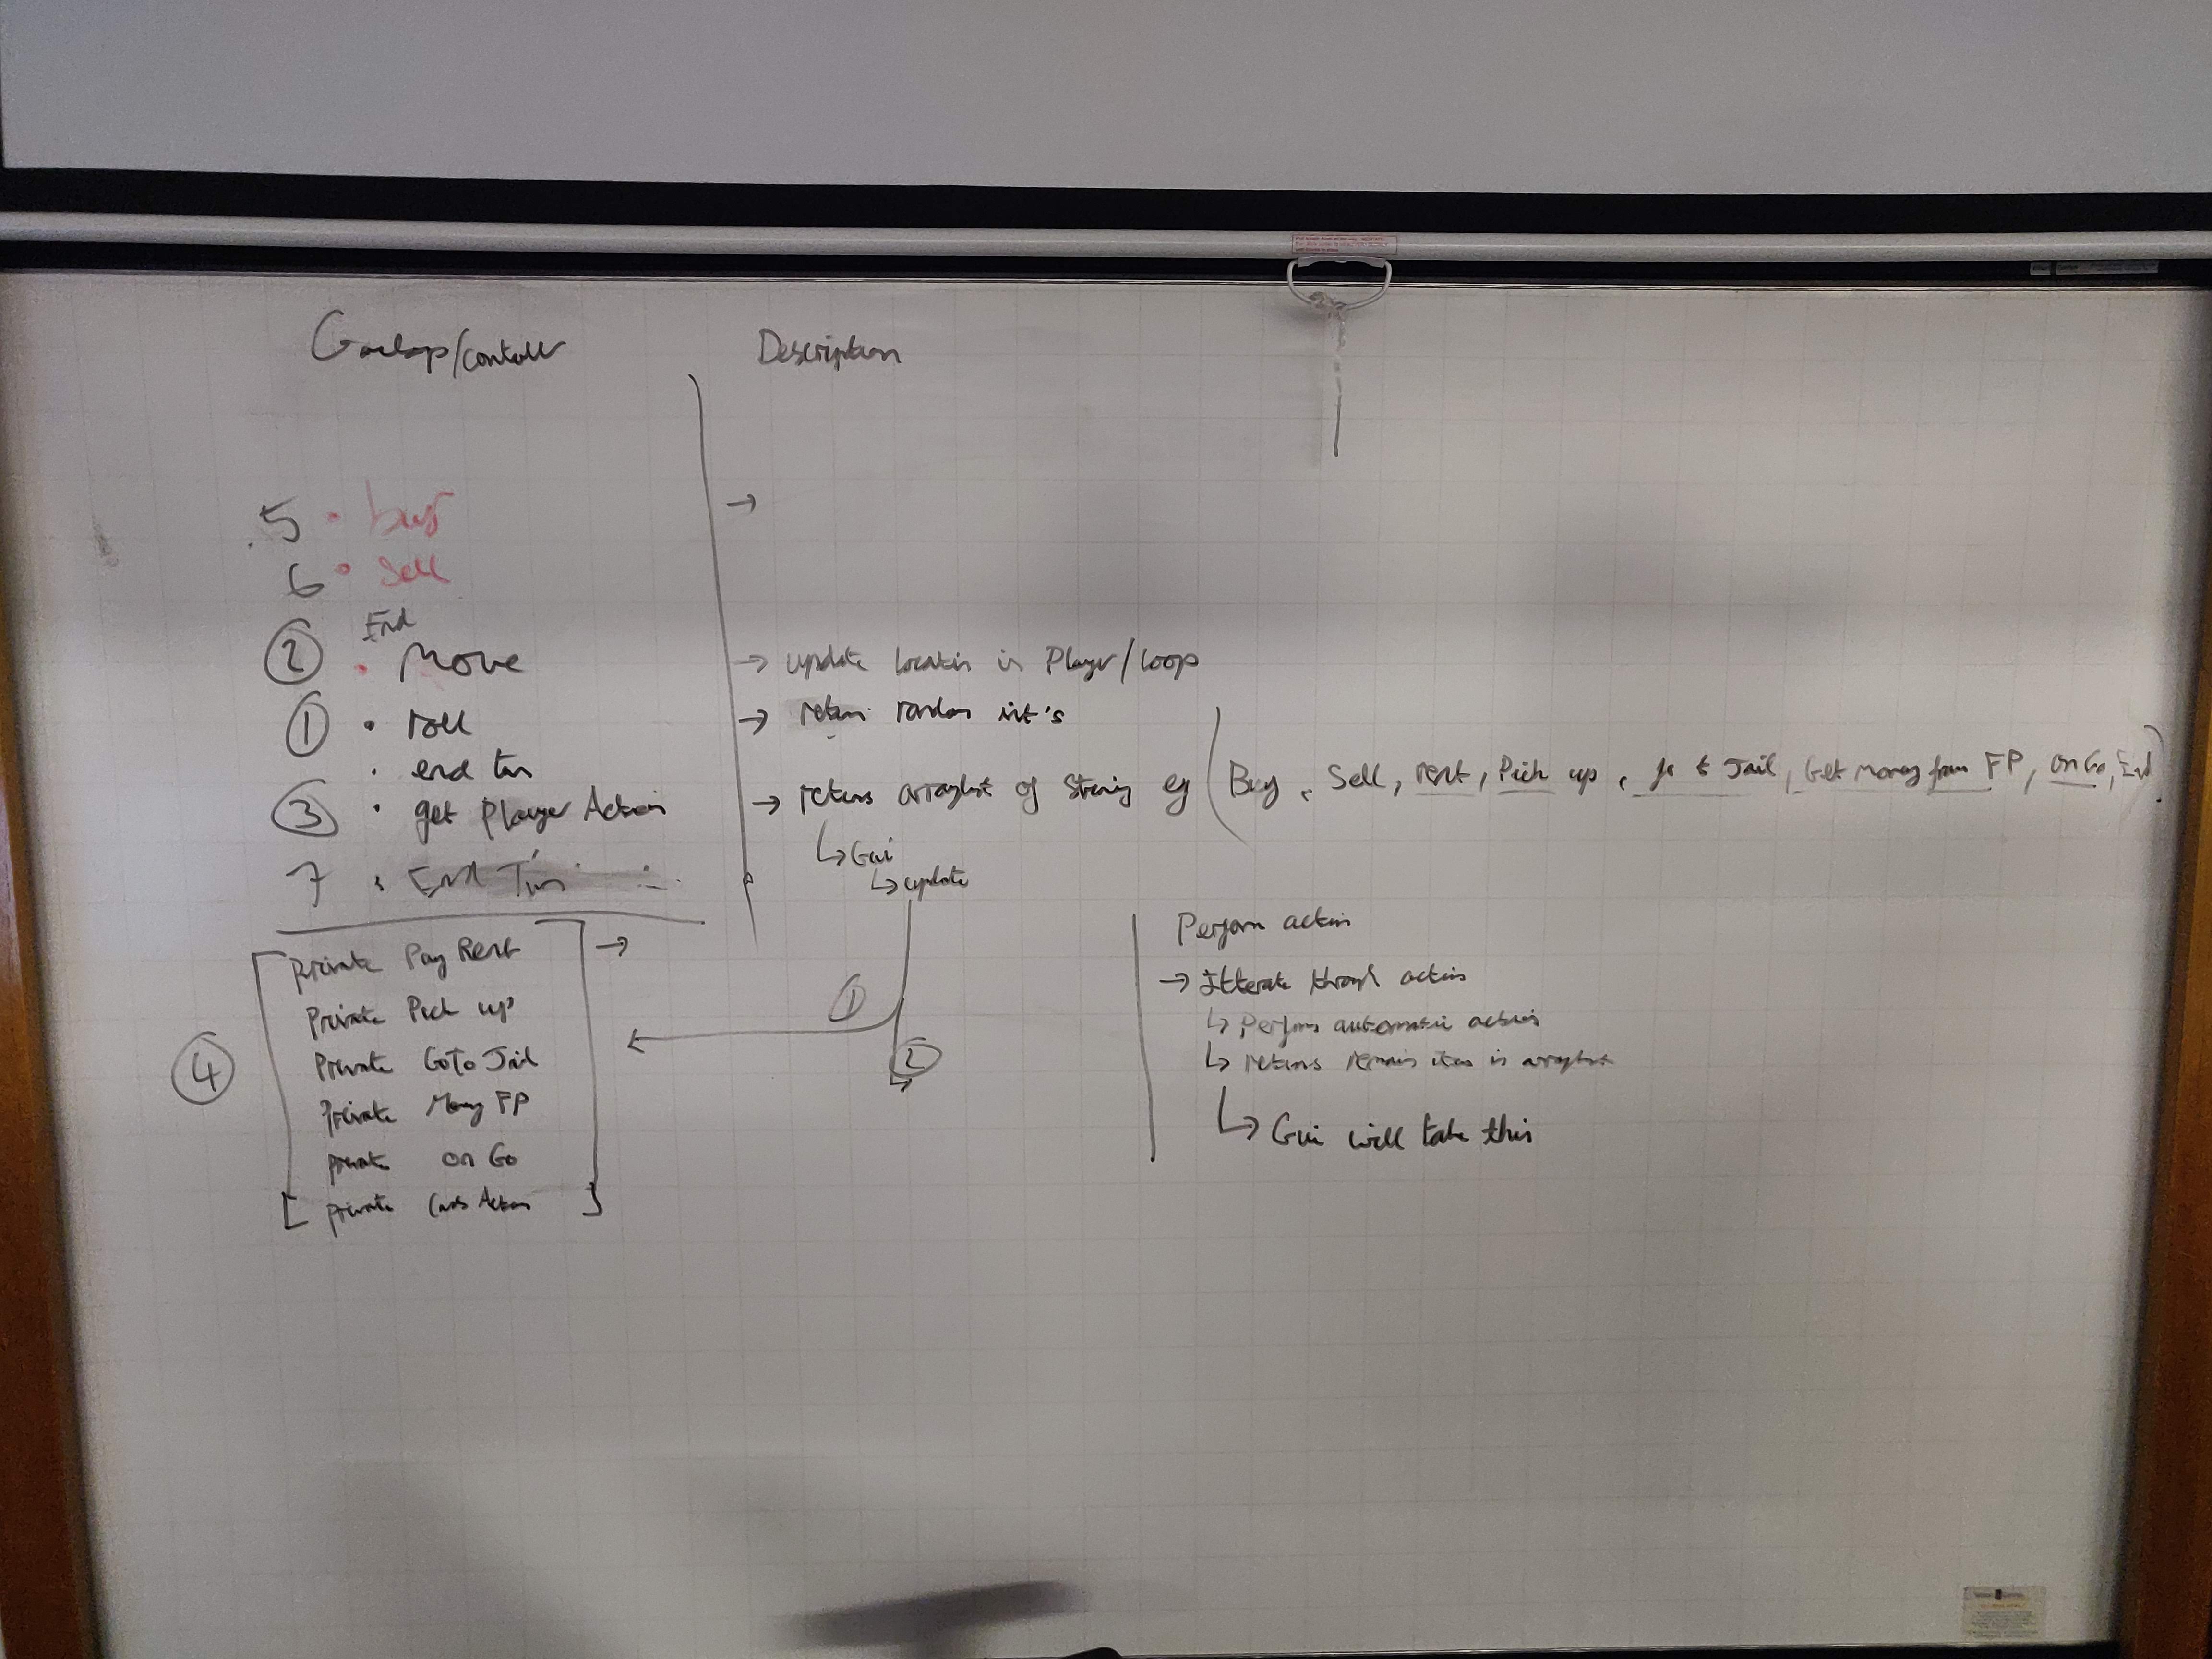 Description
5 • buy
→
6 • Sell
End
② • Move
→ update location in Player/loop
① • roll
→ return random int's
• end turn
③ • get Player Action
→ returns arraylist of String eg (Buy, Sell, rent, Pick up, go to Jail, Get money from FP, on Go, End)
↳ Gui
↳ update
7 • End Turn
private Pay Rent
→
Private Pick up
Private GoTo Jail
private Money FP
private on Go
[ private Cards Action ]
④
①
②
Perform action
→ Itterate through actions
↳ Perform automatic actions
↳ returns remain items in arraylist
↳ Gui will take this